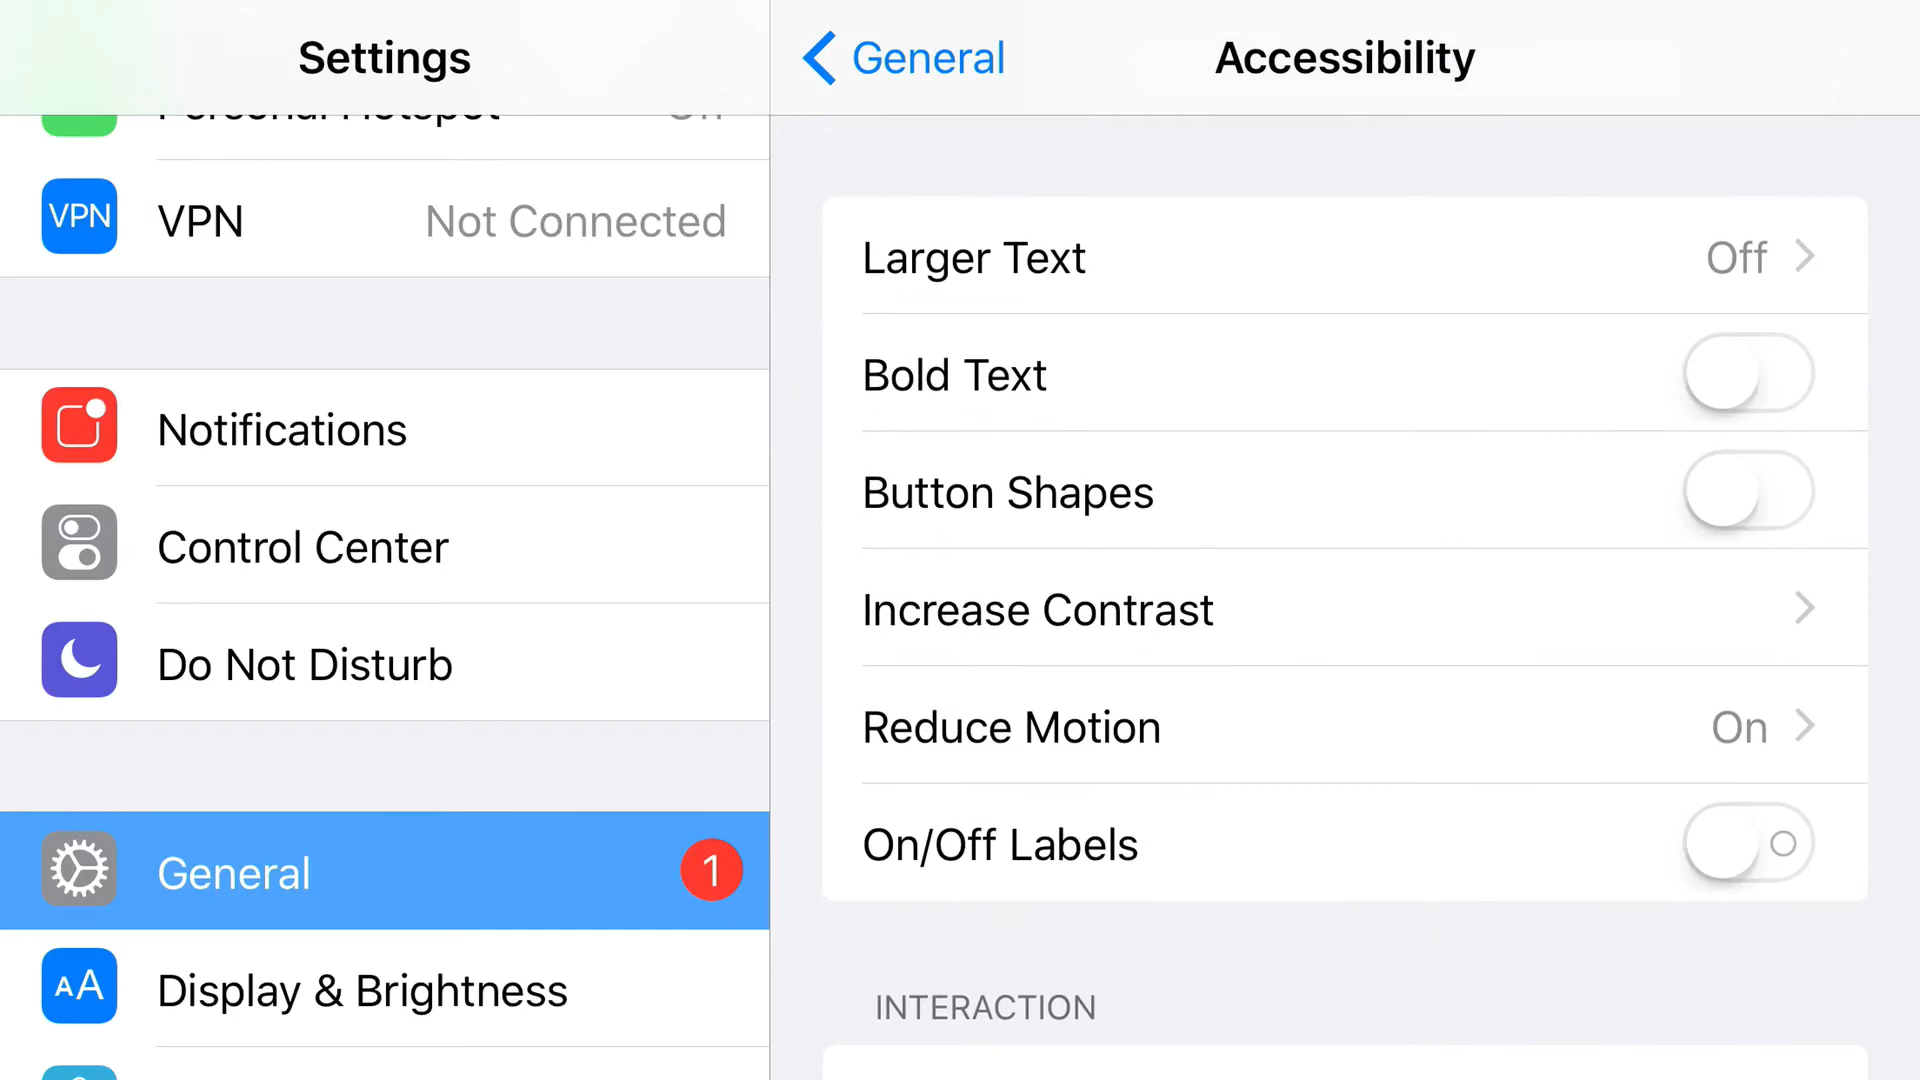 Settings
VPN
VPN
Not Connected
Notifications
Control Center
Do Not Disturb
General
1
AA
Display & Brightness
General
Accessibility
Larger Text
Off
Bold Text
Button Shapes
Increase Contrast
Reduce Motion
On
On/Off Labels
INTERACTION